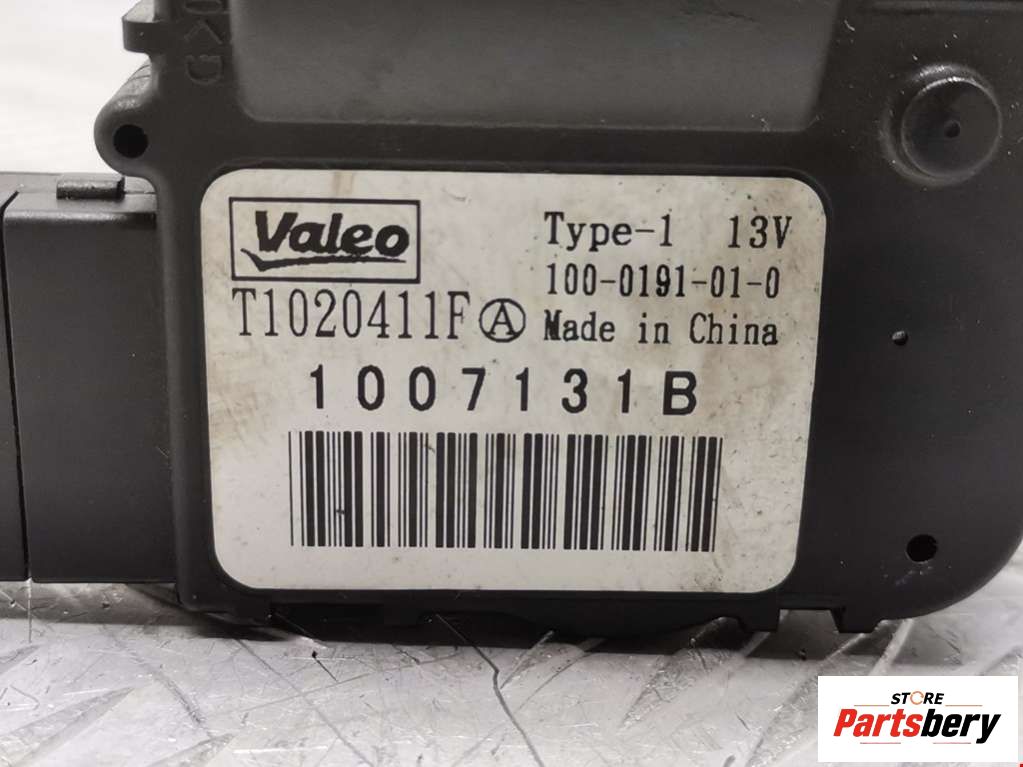 Valeo
Type-1 13V
100-0191-01-0
T1020411F Ⓐ Made in China
1007131B
STORE
Partsbery